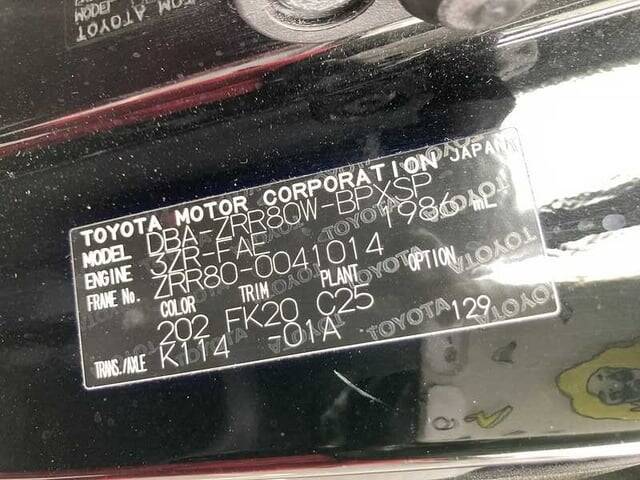 TOYOTA MOTOR CORPORATION JAPAN
MODEL DBA-ZRR80W-BPXSP
ENGINE 3ZR-FAE 1986 mL
FRAME No. ZRR80-0041014
COLOR TRIM PLANT OPTION
202 FK20 C25
TRANS./AXLE K114 -01A 129